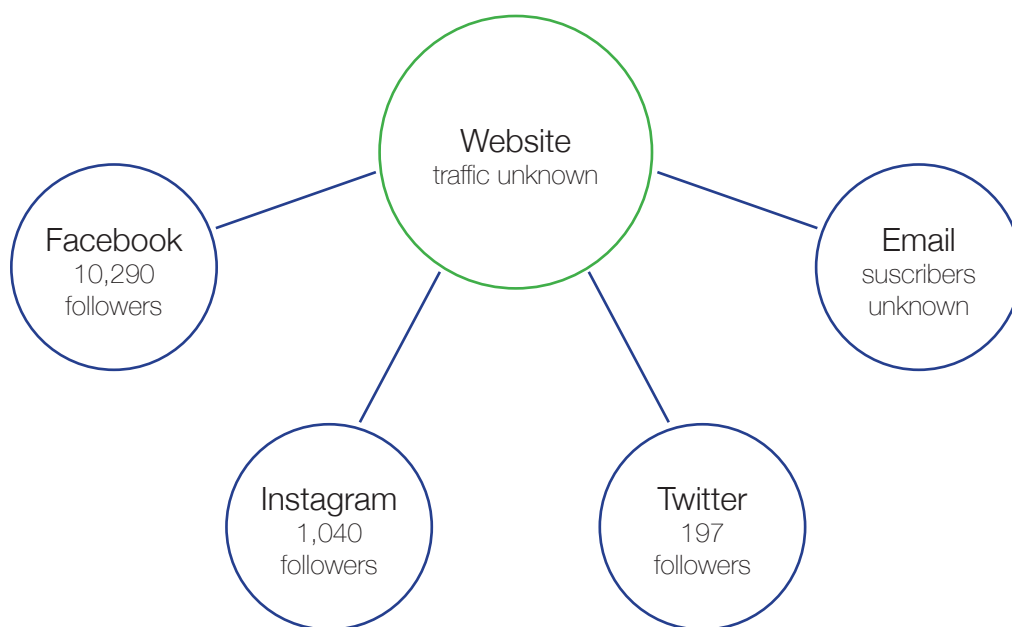 Website
traffic unknown
Facebook
10,290
followers
Email
suscribers
unknown
Instagram
1,040
followers
Twitter
197
followers